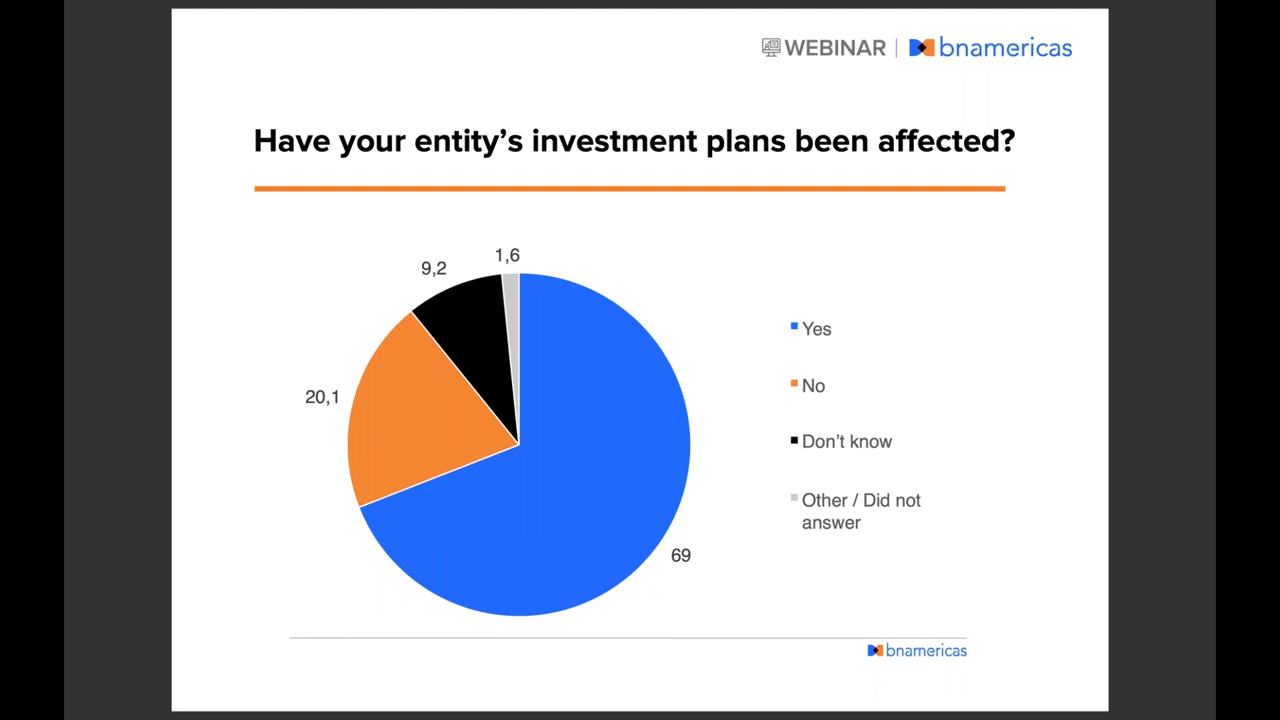 WEBINAR | bnamericas
Have your entity’s investment plans been affected?
1,6
9,2
20,1
69
Yes
No
Don’t know
Other / Did not
answer
bnamericas